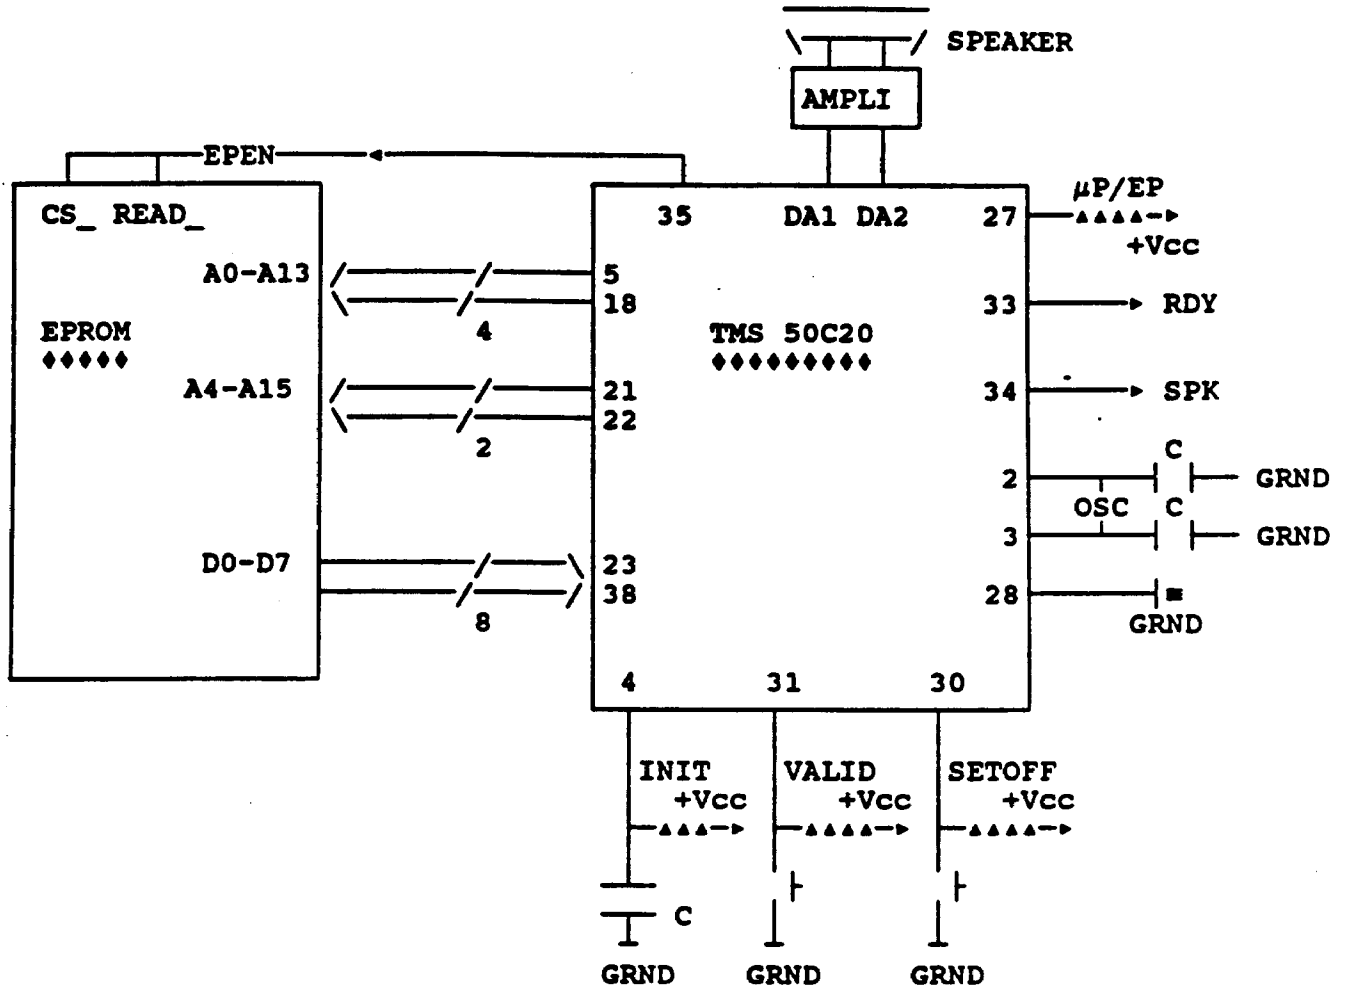 SPEAKER
AMPLI
EPEN
CS_ READ_
35
DA1 DA2
27
µP/EP
+Vcc
A0-A13
5
18
4
33
RDY
EPROM
TMS 50C20
A4-A15
21
22
2
34
SPK
C
2
GRND
OSC
C
3
GRND
D0-D7
23
38
8
28
GRND
4
31
30
INIT
+Vcc
VALID
+Vcc
SETOFF
+Vcc
C
GRND
GRND
GRND